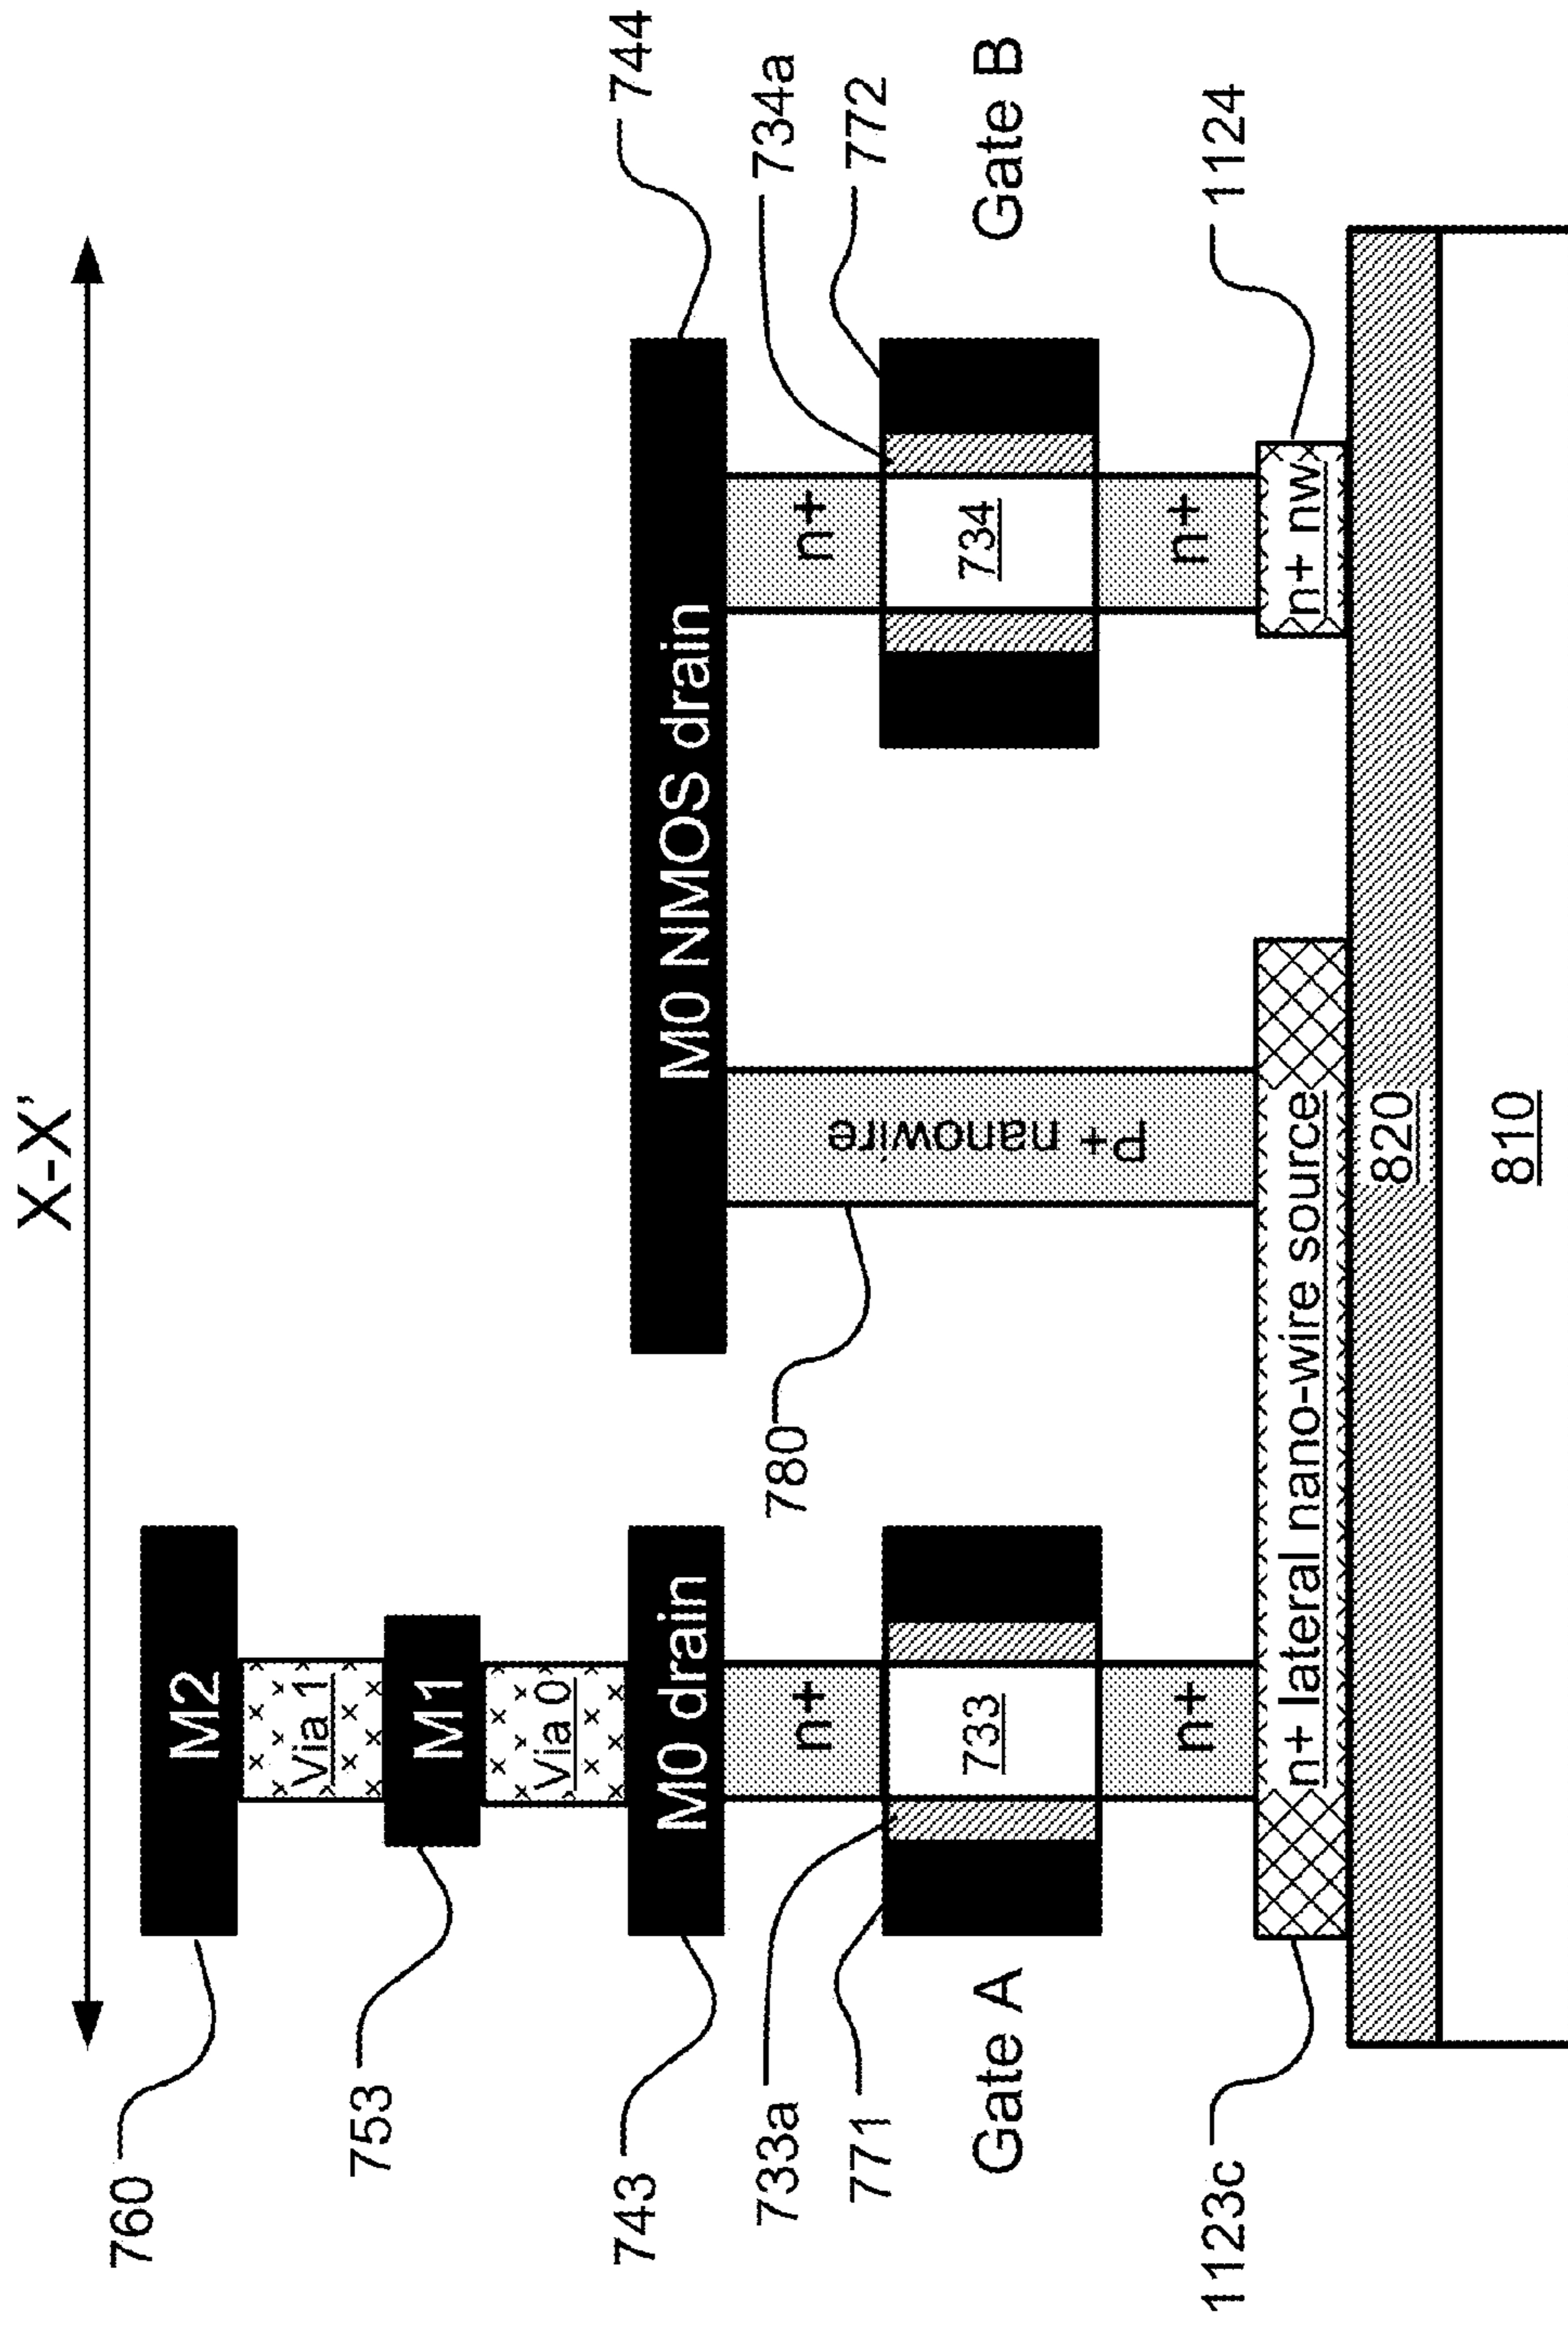 X-X'
760
M2
Via 1
753
M1
Via 0
743
M0 drain
M0 NMOS drain
744
733a
n+
780
n+
734a
771
772
Gate A
733
P+ nanowire
734
Gate B
n+
n+
1123c
n+ lateral nano-wire source
n+ nw
1124
820
810